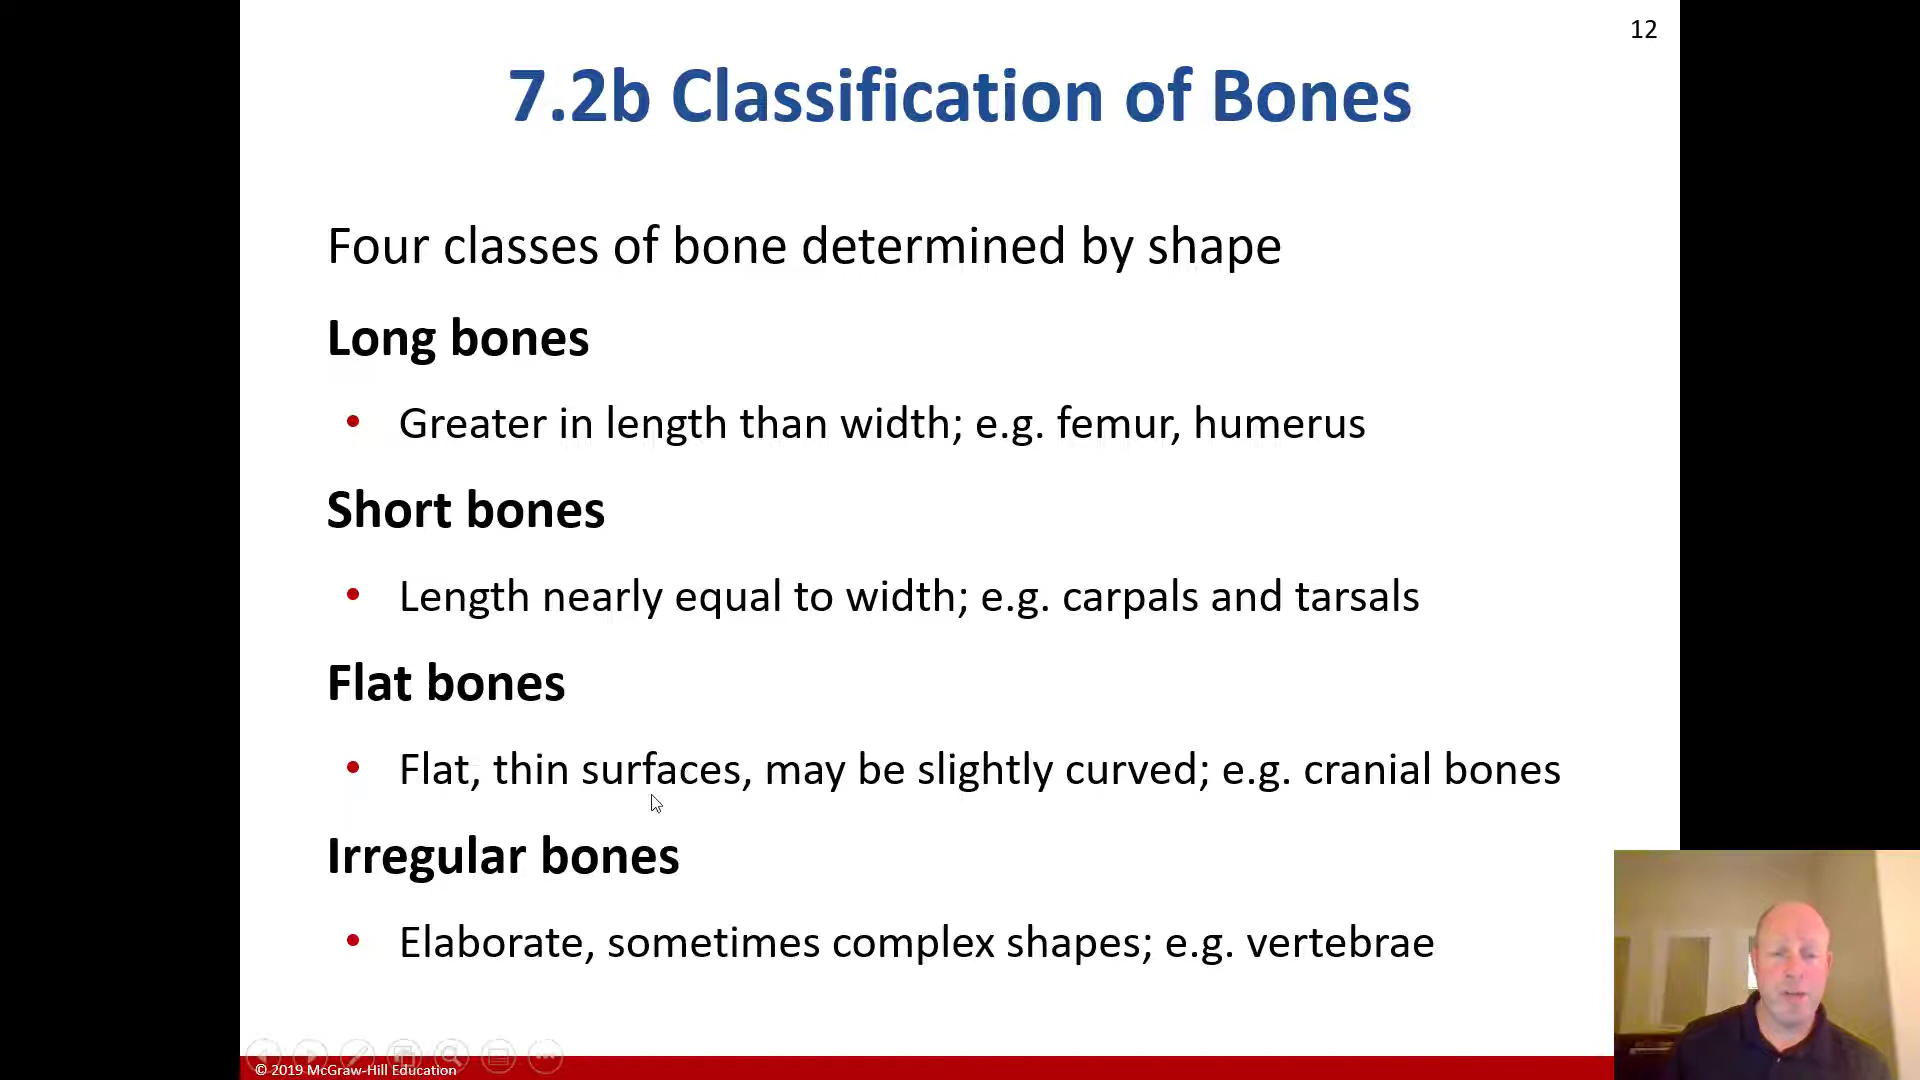 12
7.2b Classification of Bones
Four classes of bone determined by shape
Long bones
• Greater in length than width; e.g. femur, humerus
Short bones
• Length nearly equal to width; e.g. carpals and tarsals
Flat bones
• Flat, thin surfaces, may be slightly curved; e.g. cranial bones
Irregular bones
• Elaborate, sometimes complex shapes; e.g. vertebrae
© 2019 McGraw-Hill Education